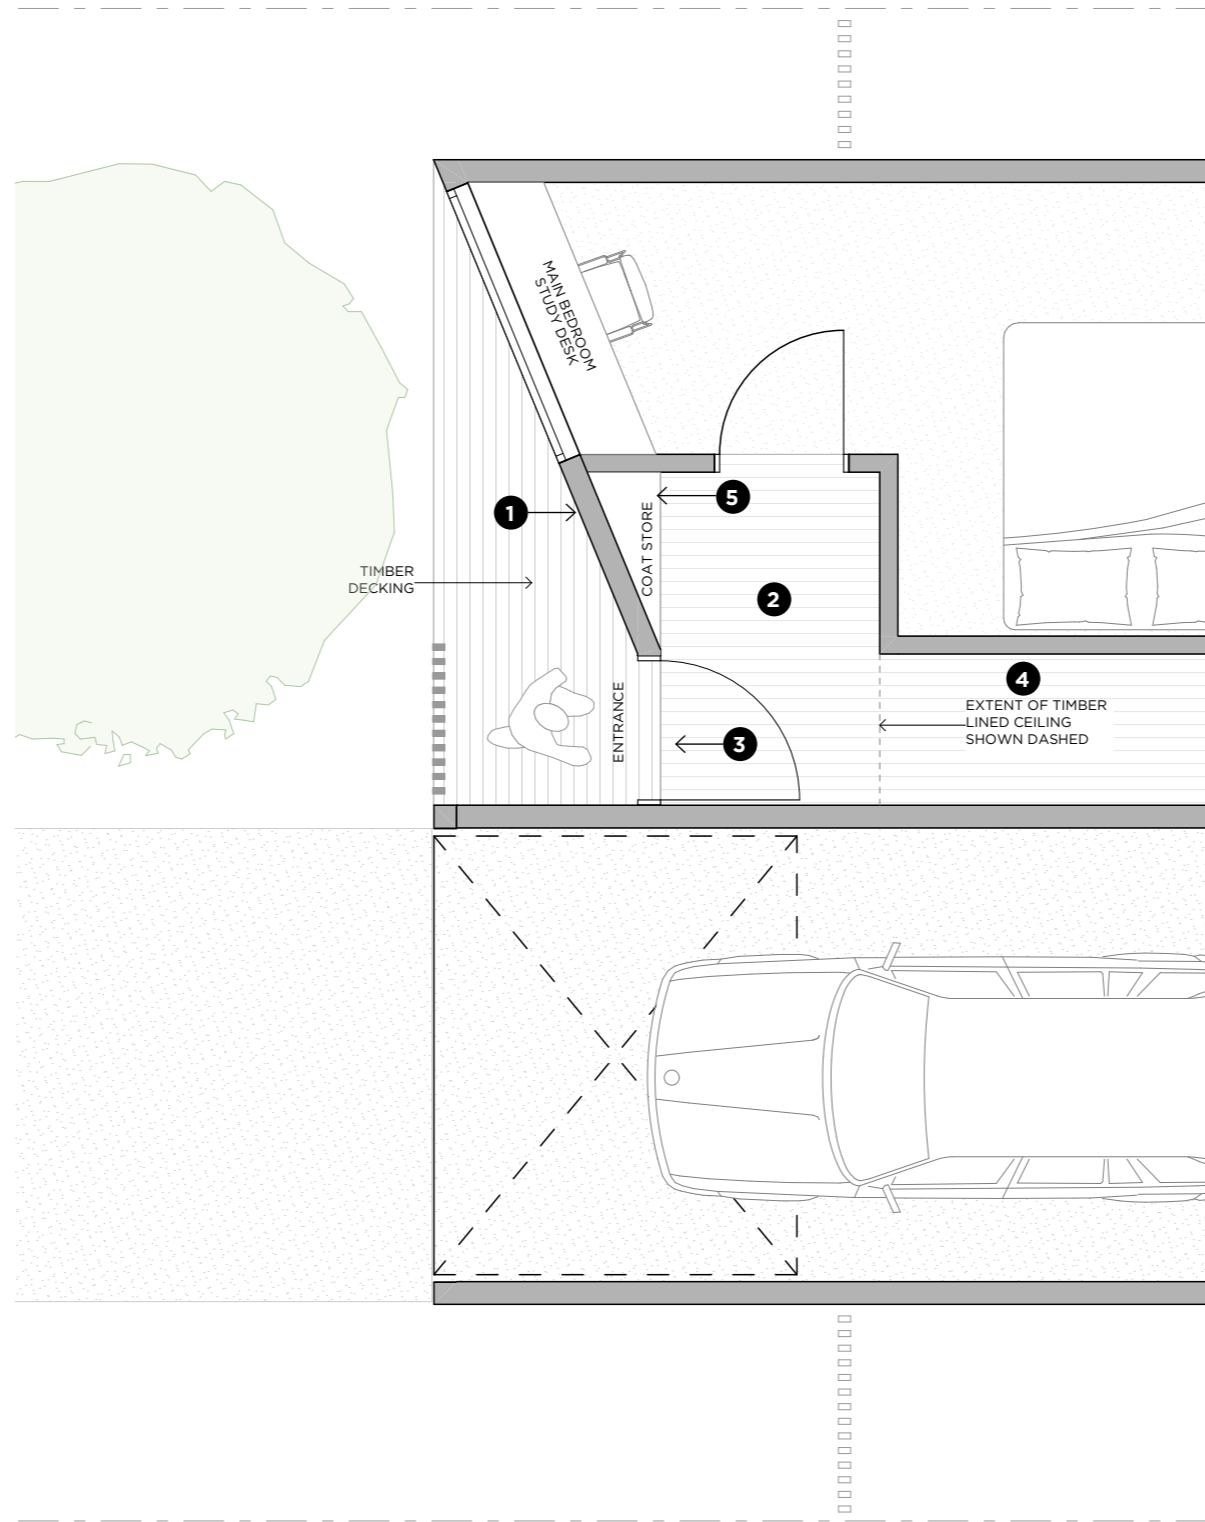 MAIN BEDROOM
STUDY DESK
5
1
COAT STORE
TIMBER
DECKING
2
4
EXTENT OF TIMBER
LINED CEILING
SHOWN DASHED
ENTRANCE
3